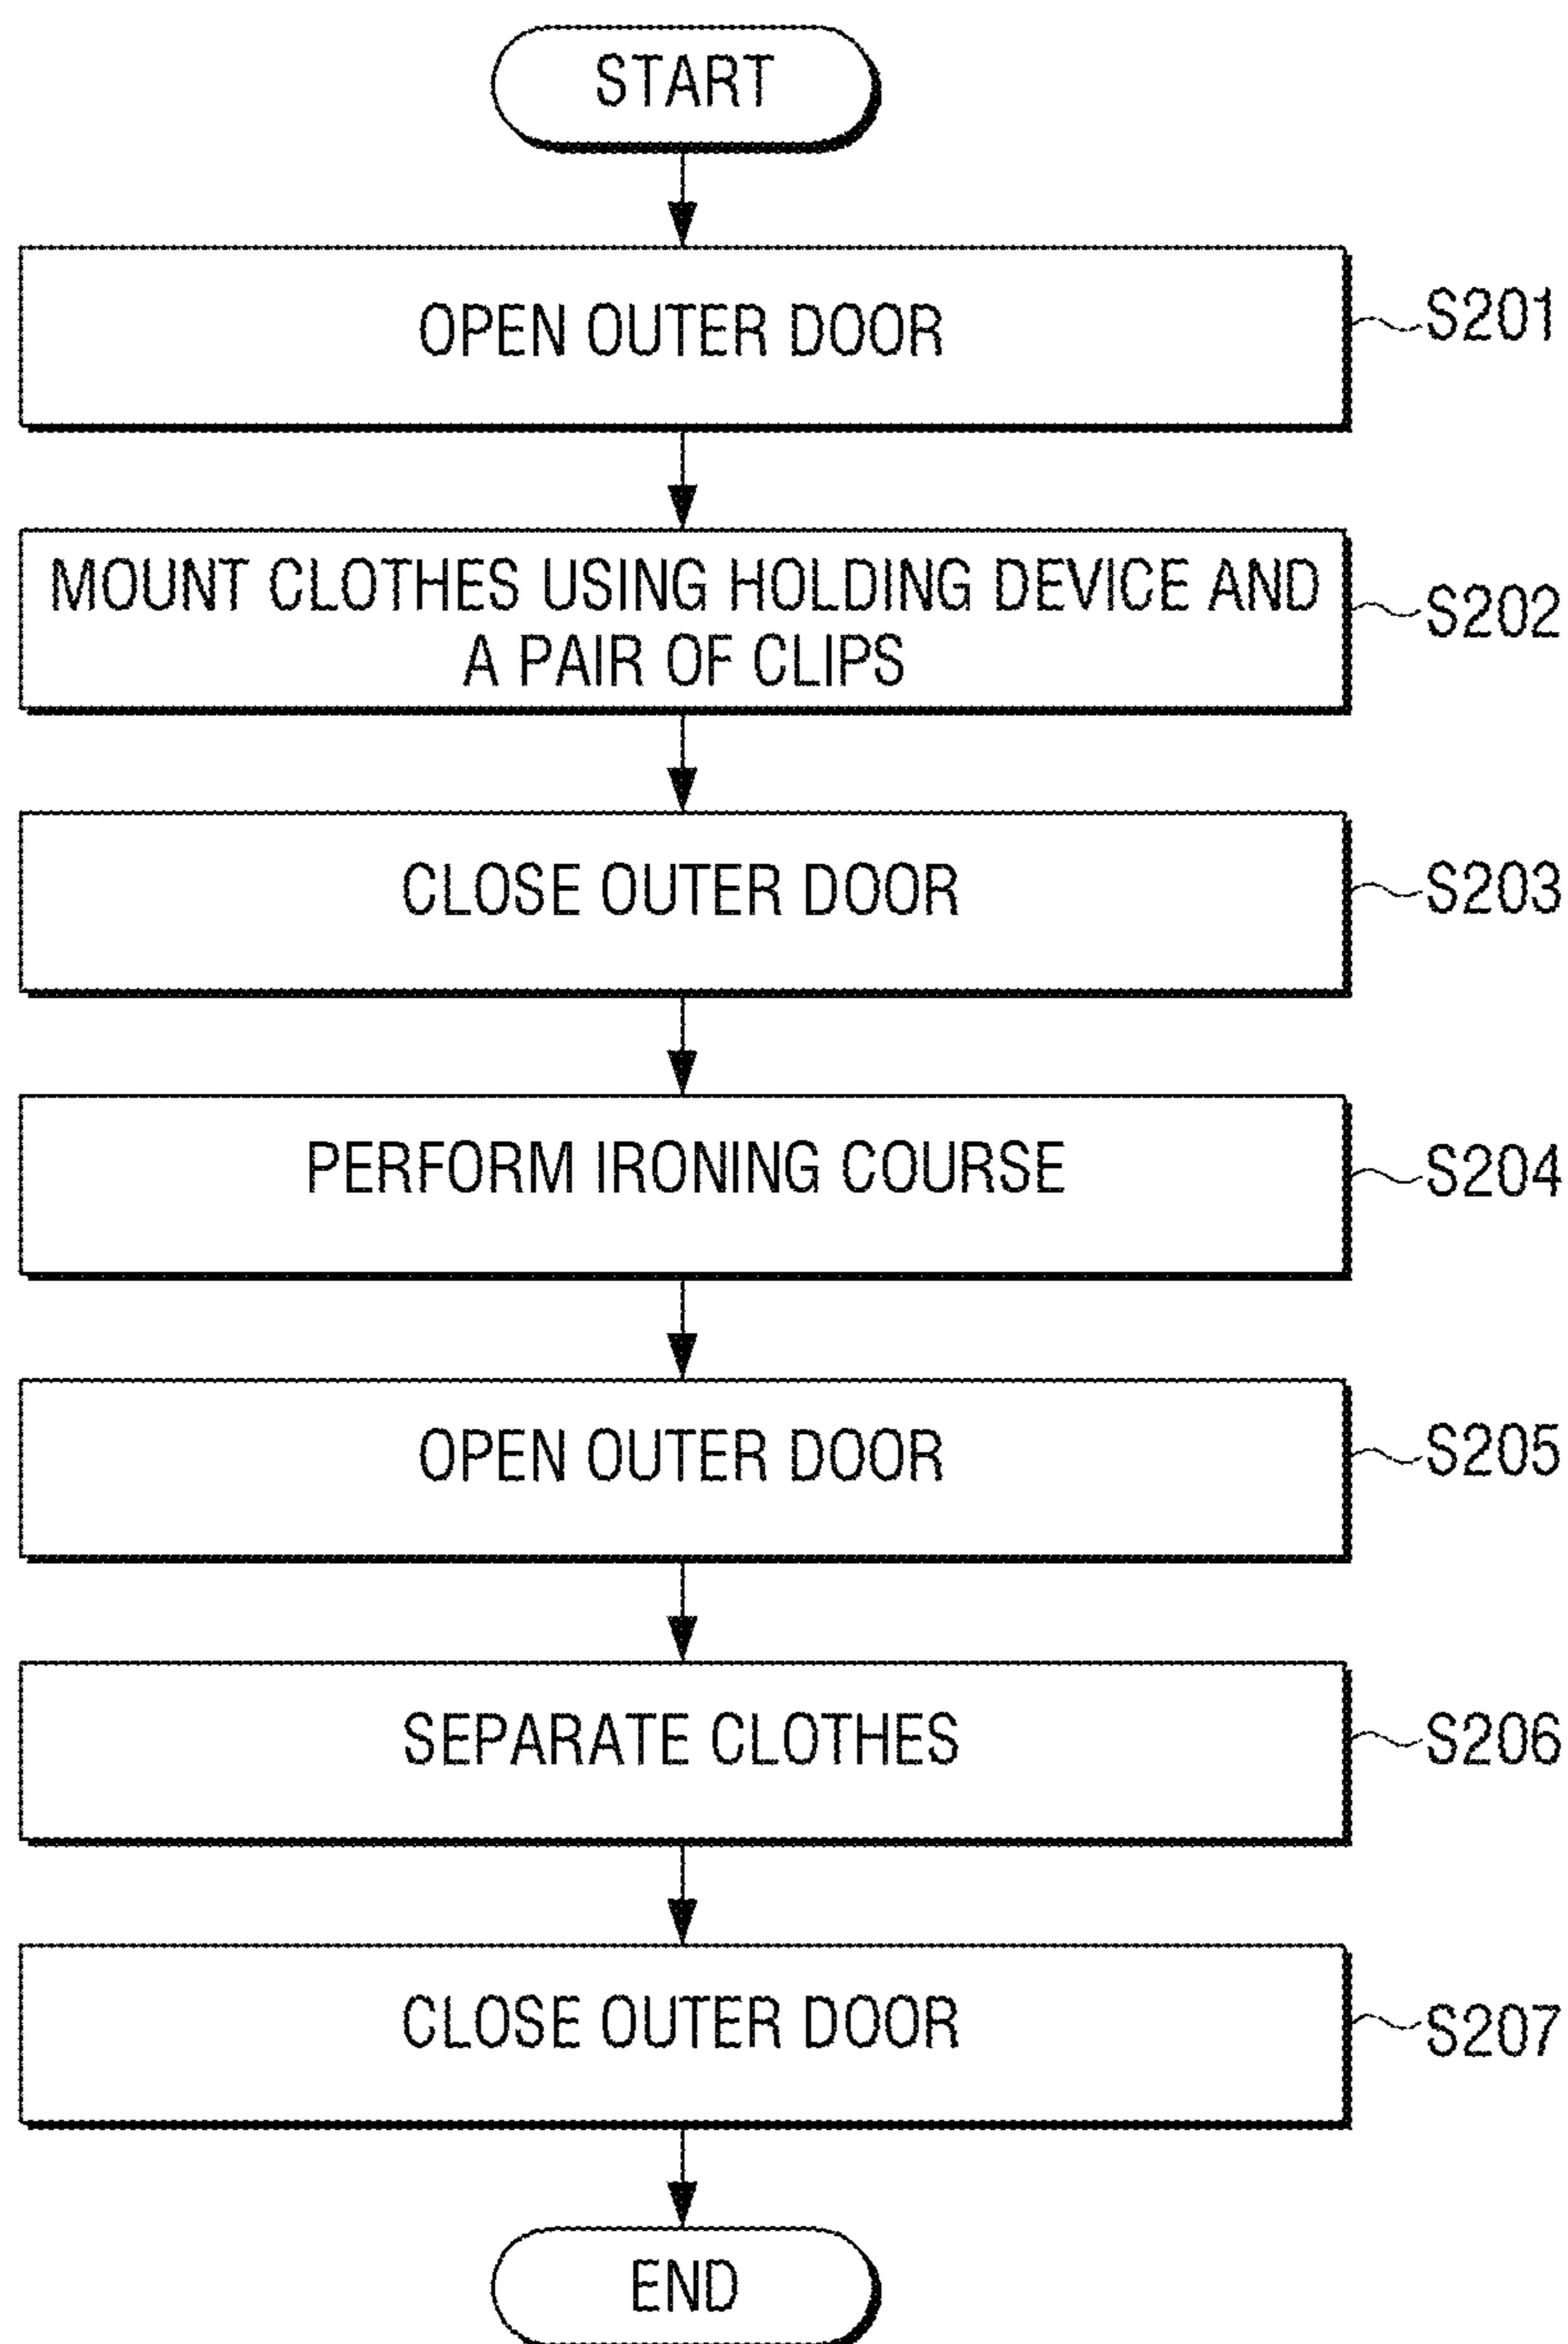 START
OPEN OUTER DOOR
S201
MOUNT CLOTHES USING HOLDING DEVICE AND
A PAIR OF CLIPS
S202
CLOSE OUTER DOOR
S203
PERFORM IRONING COURSE
S204
OPEN OUTER DOOR
S205
SEPARATE CLOTHES
S206
CLOSE OUTER DOOR
S207
END